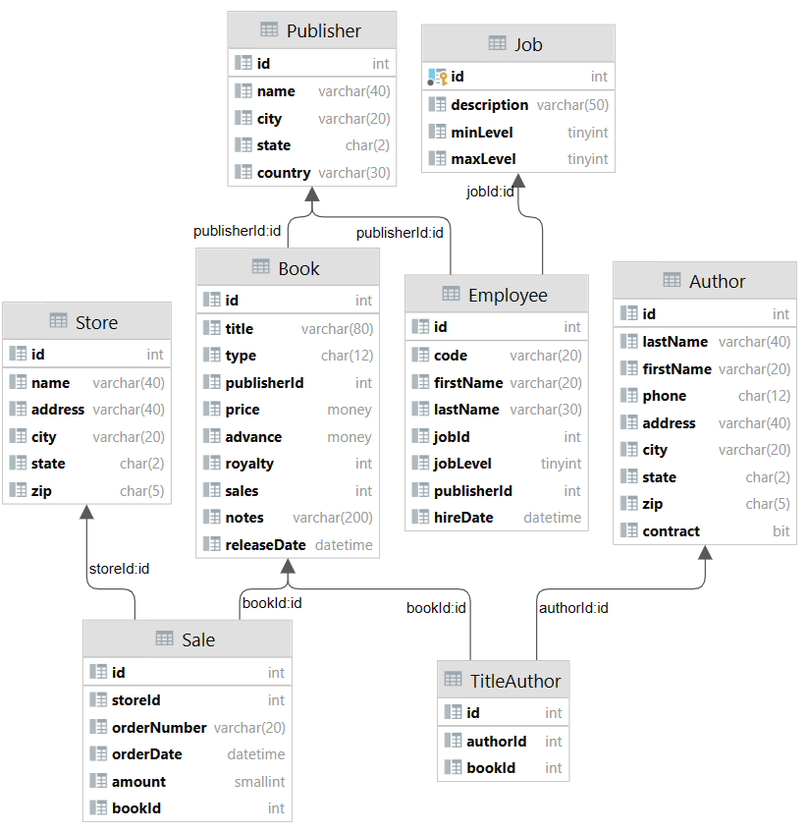 Publisher
id int
name varchar(40)
city varchar(20)
state char(2)
country varchar(30)
Job
id int
description varchar(50)
minLevel tinyint
maxLevel tinyint
jobId:id
publisherId:id
publisherId:id
Book
id int
title varchar(80)
type char(12)
publisherId int
price money
advance money
royalty int
sales int
notes varchar(200)
releaseDate datetime
Employee
id int
code varchar(20)
firstName varchar(20)
lastName varchar(30)
jobId int
jobLevel tinyint
publisherId int
hireDate datetime
Author
id int
lastName varchar(40)
firstName varchar(20)
phone char(12)
address varchar(40)
city varchar(20)
state char(2)
zip char(5)
contract bit
Store
id int
name varchar(40)
address varchar(40)
city varchar(20)
state char(2)
zip char(5)
storeId:id
bookId:id
bookId:id
authorId:id
Sale
id int
storeId int
orderNumber varchar(20)
orderDate datetime
amount smallint
bookId int
TitleAuthor
id int
authorId int
bookId int